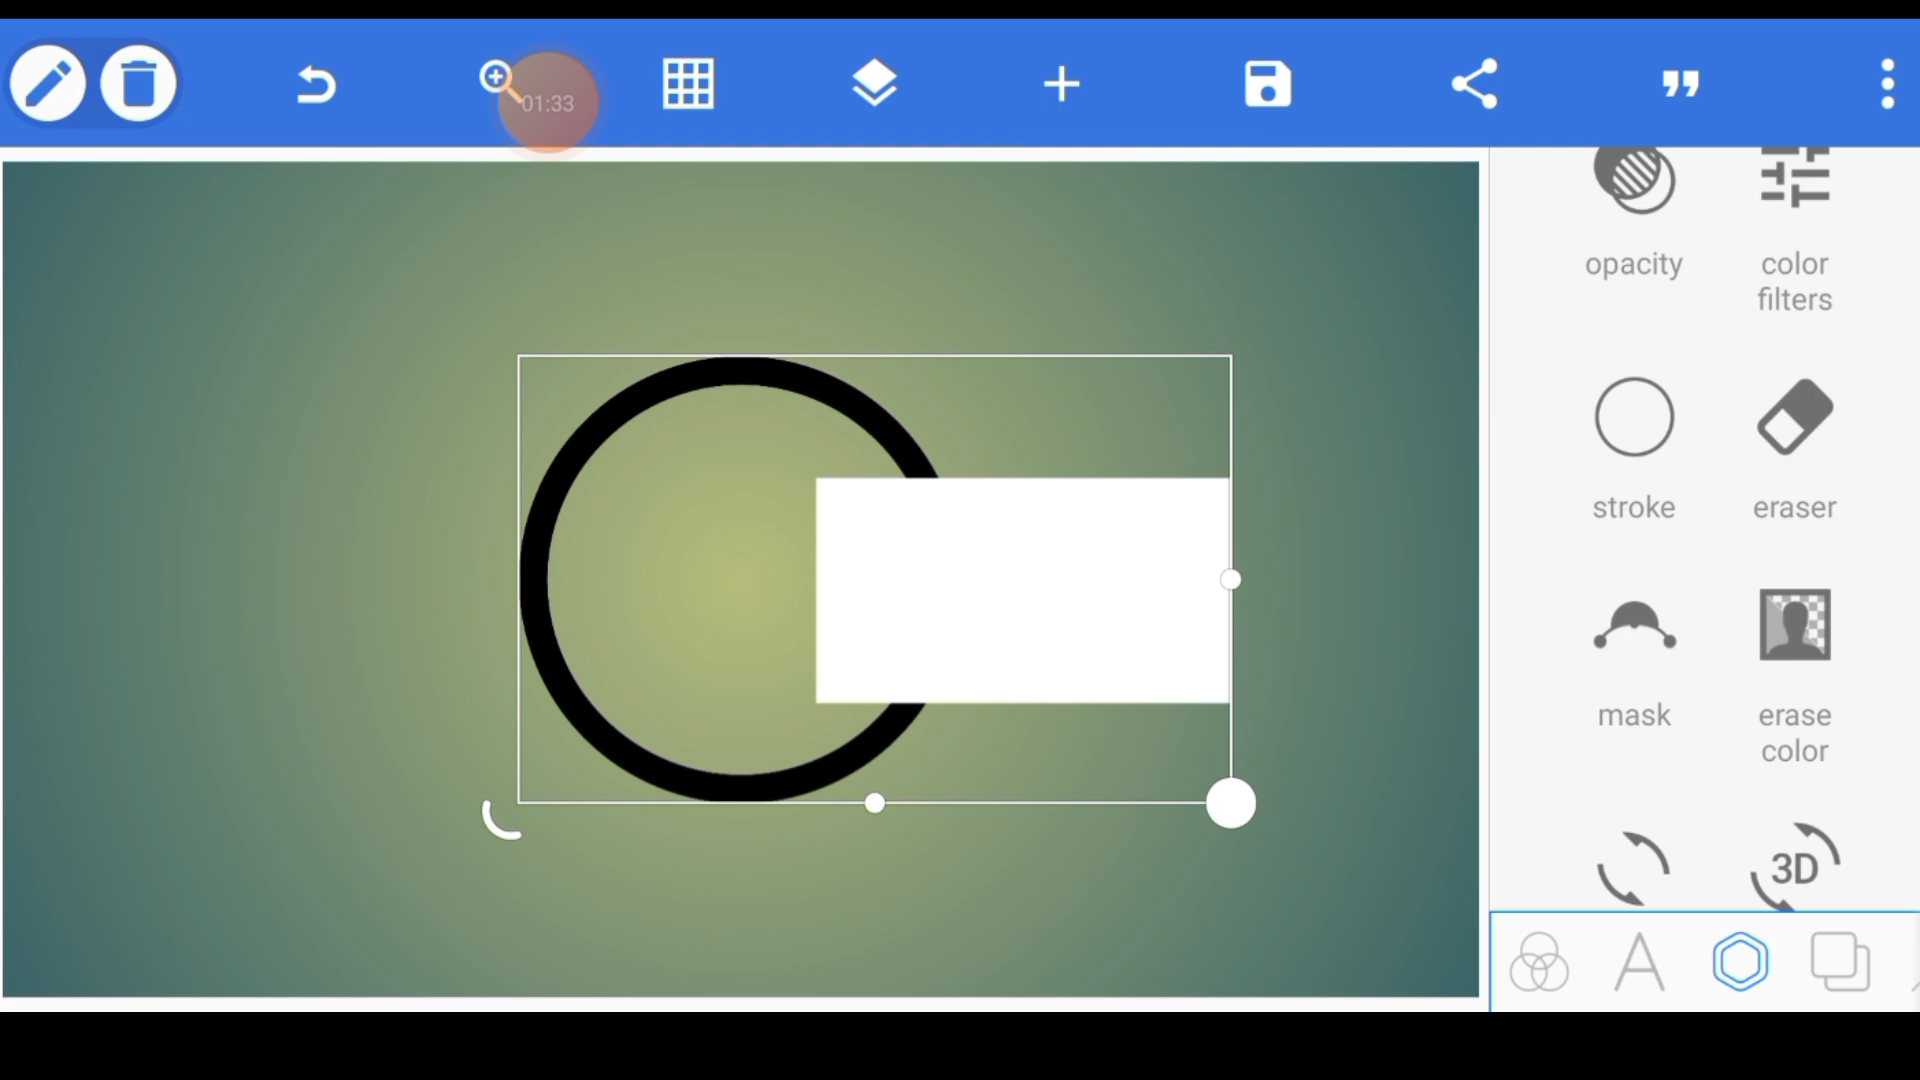 01:33
opacity
color
filters
stroke
eraser
mask
erase
color
3D